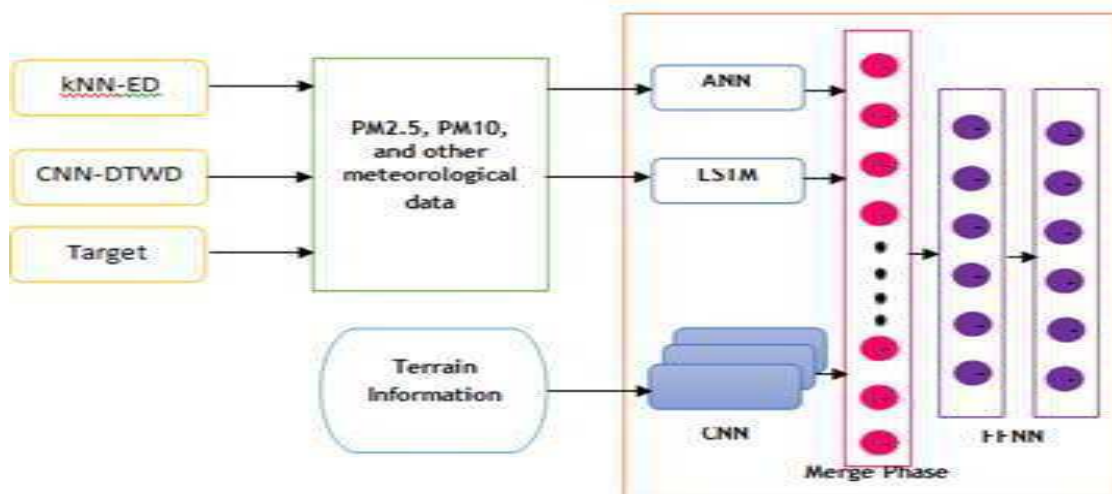 kNN-ED
CNN-DTWD
Target
PM2.5, PM10,
and other
meteorological
data
Terrain
Information
ANN
LSTM
CNN
Merge Phase
FFNN